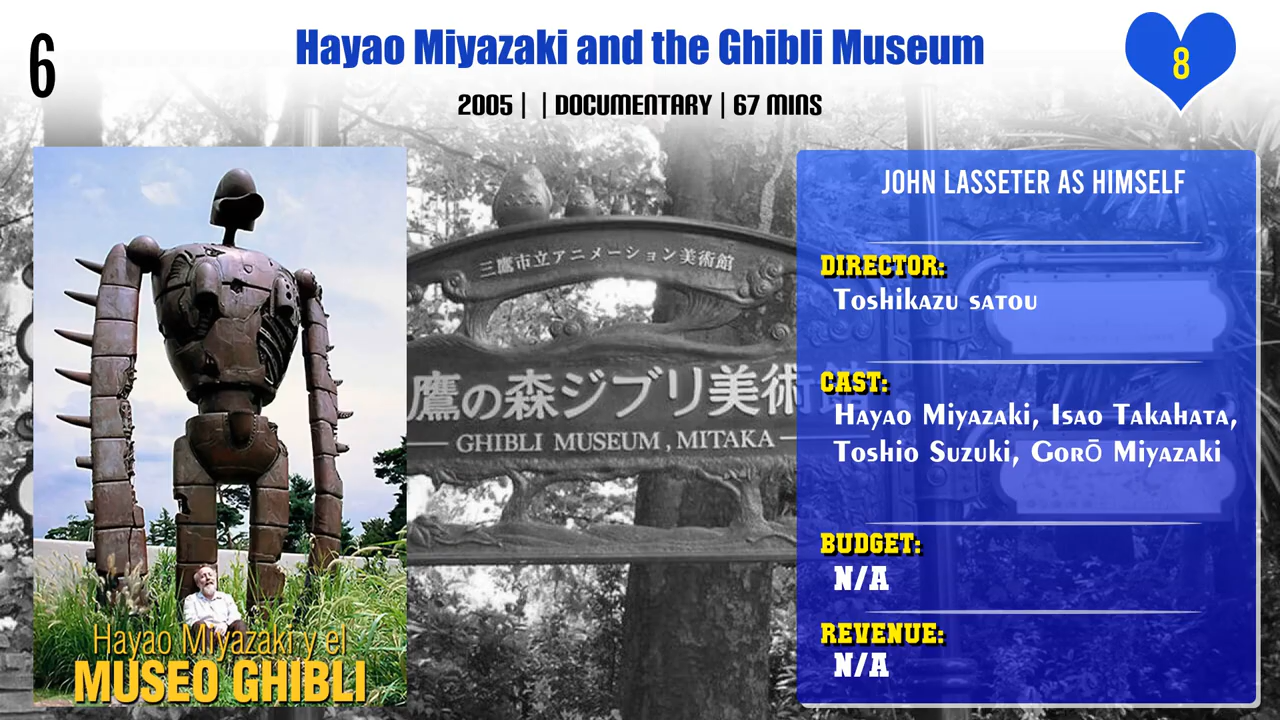 6
Hayao Miyazaki and the Ghibli Museum
8
2005 | | DOCUMENTARY | 67 MINS
JOHN LASSETER AS HIMSELF
DIRECTOR:
Toshikazu satou
CAST:
Hayao Miyazaki, Isao Takahata,
Toshio Suzuki, Gorō Miyazaki
BUDGET:
N/A
REVENUE:
N/A
三鷹市立アニメーション美術館
鷹の森ジブリ美術館
GHIBLI MUSEUM, MITAKA
Hayao Miyazaki y el
MUSEO GHIBLI